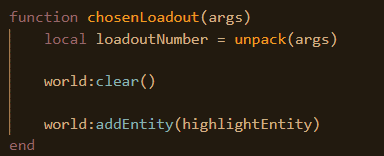 function chosenLoadout(args)
    local loadoutNumber = unpack(args)
    world:clear()
    world:addEntity(highlightEntity)
end